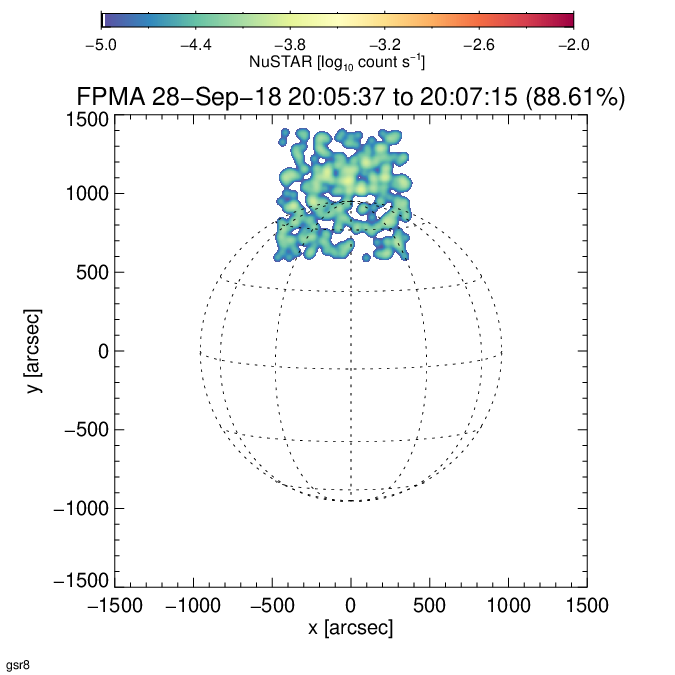 −5.0 −4.4 −3.8 −3.2 −2.6 −2.0
NuSTAR [log₁₀ count s⁻¹]
FPMA 28−Sep−18 20:05:37 to 20:07:15 (88.61%)
1500
1000
500
0
−500
−1000
−1500
y [arcsec]
−1500 −1000 −500 0 500 1000 1500
x [arcsec]
gsr8